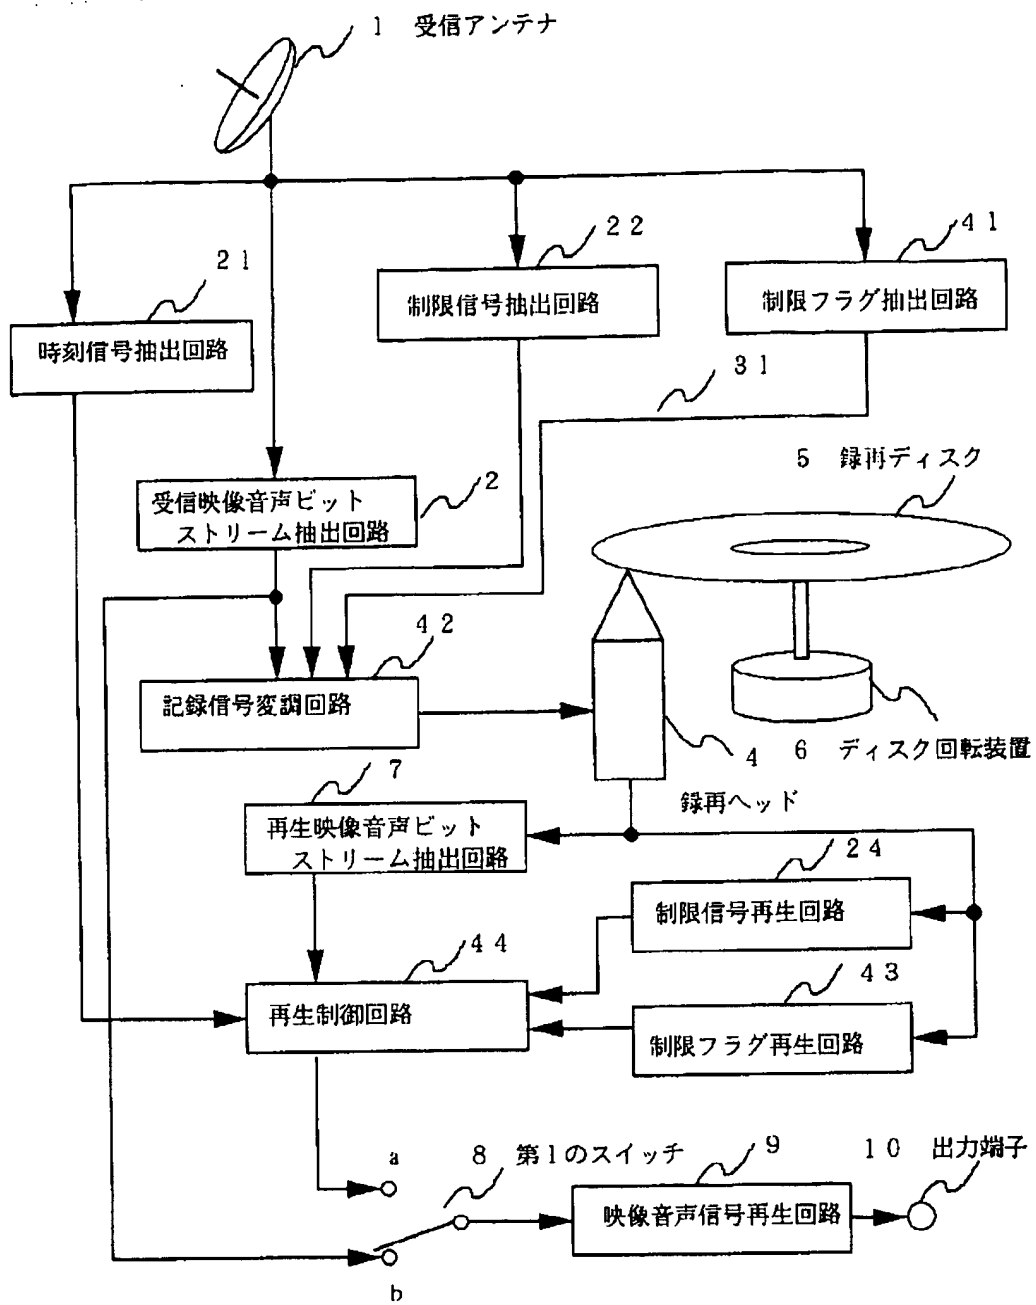 1 受信アンテナ
22
41
21
制限信号抽出回路
制限フラグ抽出回路
時刻信号抽出回路
31
5 録再ディスク
2
受信映像音声ビット
ストリーム抽出回路
42
記録信号変調回路
4
6 ディスク回転装置
7
録再ヘッド
再生映像音声ビット
ストリーム抽出回路
24
制限信号再生回路
44
43
再生制御回路
制限フラグ再生回路
a
8 第1のスイッチ
9
10 出力端子
映像音声信号再生回路
b